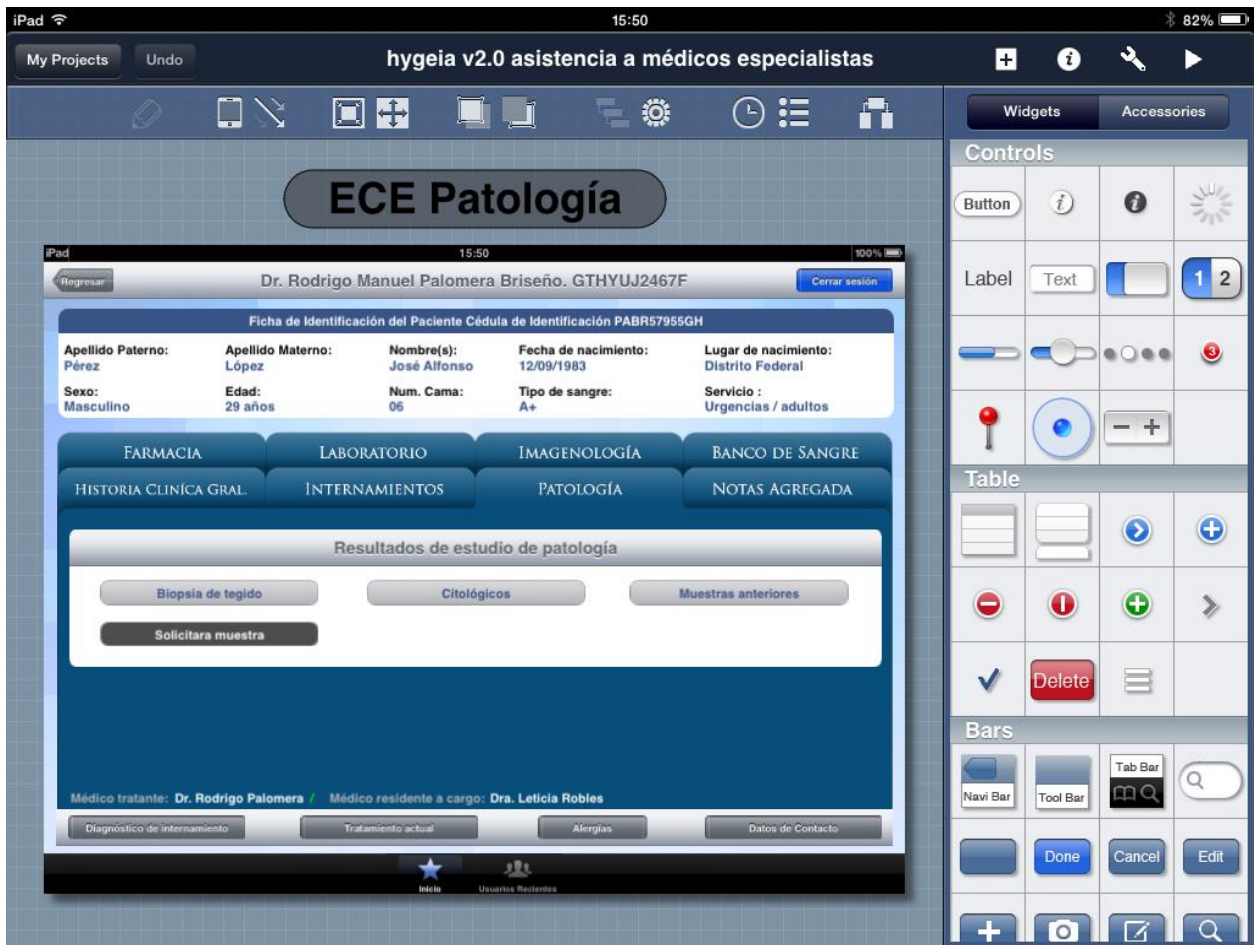 iPad 15:50 82%
My Projects Undo hygeia v2.0 asistencia a médicos especialistas
Widgets Accessories
ECE Patología
iPad 15:50 100%
Regresar Dr. Rodrigo Manuel Palomera Briseño. GTHYUJ2467F Cerrar sesión
Ficha de Identificación del Paciente Cédula de Identificación PABR57955GH
Apellido Paterno: Apellido Materno: Nombre(s): Fecha de nacimiento: Lugar de nacimiento:
Pérez López José Alfonso 12/09/1983 Distrito Federal
Sexo: Edad: Num. Cama: Tipo de sangre: Servicio :
Masculino 29 años 06 A+ Urgencias / adultos
Farmacia Laboratorio Imagenología Banco de Sangre
Historia Cliníca Gral. Internamientos Patología Notas Agregada
Resultados de estudio de patología
Biopsia de tegido Citológicos Muestras anteriores
Solicitara muestra
Médico tratante: Dr. Rodrigo Palomera / Médico residente a cargo: Dra. Leticia Robles
Diagnóstico de internamiento Tratamiento actual Alergias Datos de Contacto
Inicio Usuarios Recientes
Controls
Button
Label Text 1 2
3
Table
Delete
Bars
Navi Bar Tool Bar Tab Bar
Done Cancel Edit